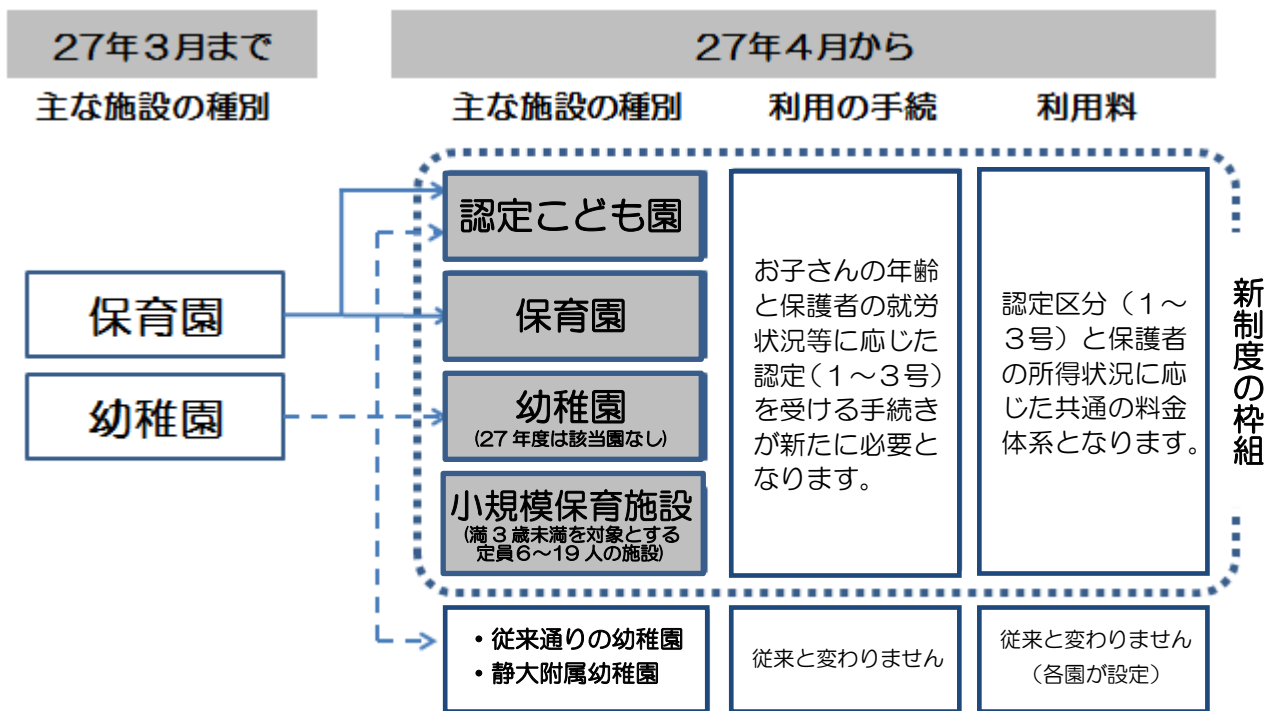 27年3月まで
27年4月から
主な施設の種別
主な施設の種別
利用の手続
利用料
保育園
幼稚園
認定こども園
保育園
幼稚園
(27年度は該当園なし)
小規模保育施設
(満3歳未満を対象とする
定員6～19人の施設)
お子さんの年齢
と保護者の就労
状況等に応じた
認定(1～3号)
を受ける手続き
が新たに必要と
なります。
認定区分（1～
3号）と保護者
の所得状況に応
じた共通の料金
体系となります。
新制度の枠組
・従来通りの幼稚園
・静大附属幼稚園
従来と変わりません
従来と変わりません
（各園が設定）